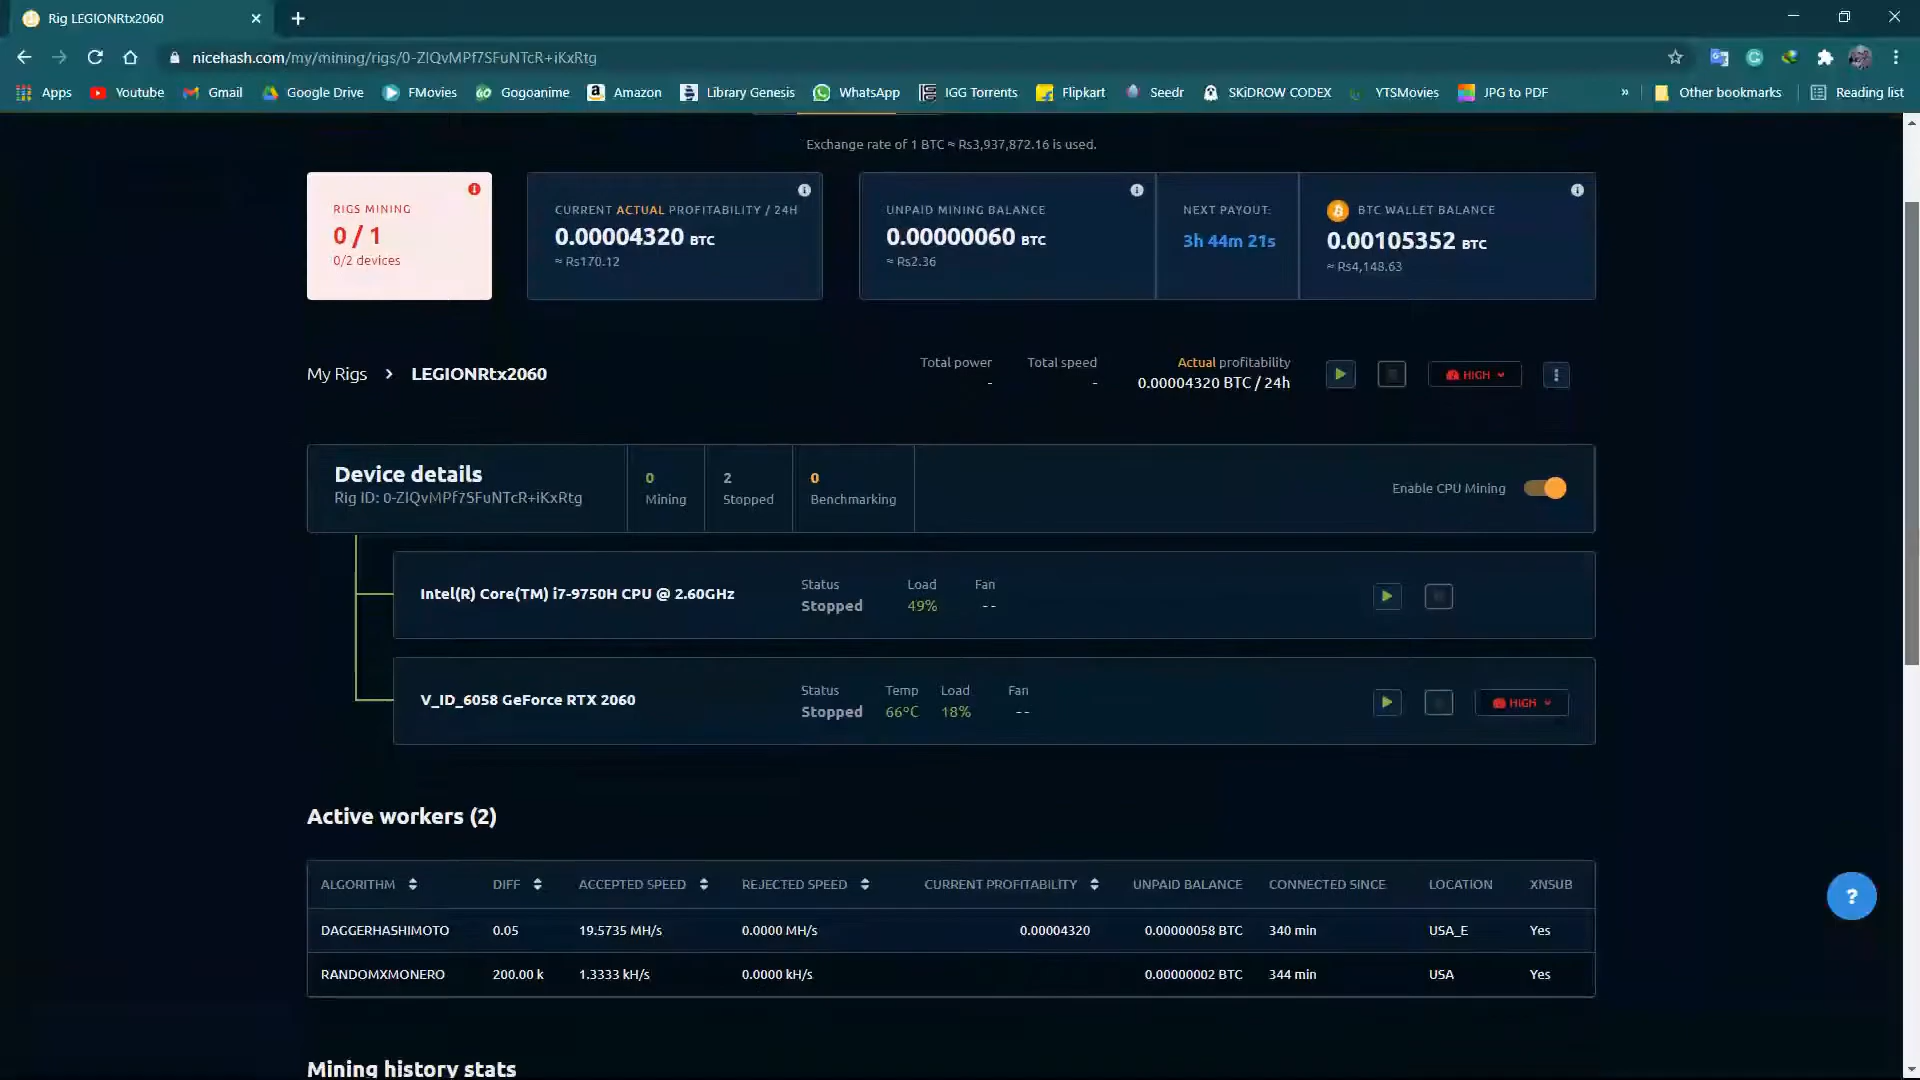 Rig LEGIONRtx2060
nicehash.com/my/mining/rigs/0-ZIQvMPf7SFuNTcR+iKxRtg
Apps Youtube Gmail Google Drive FMovies Gogoanime Amazon Library Genesis WhatsApp IGG Torrents Flipkart Seedr SKiDROW CODEX YTSMovies JPG to PDF » Other bookmarks Reading list
Exchange rate of 1 BTC ≈ Rs3,937,872.16 is used.
RIGS MINING
0 / 1
0/2 devices
CURRENT ACTUAL PROFITABILITY / 24H
0.00004320 BTC
≈ Rs170.12
UNPAID MINING BALANCE
0.00000060 BTC
≈ Rs2.36
NEXT PAYOUT:
3h 44m 21s
BTC WALLET BALANCE
0.00105352 BTC
≈ Rs4,148.63
My Rigs > LEGIONRtx2060
Total power
-
Total speed
-
Actual profitability
0.00004320 BTC / 24h
HIGH
Device details
Rig ID: 0-ZIQvMPf7SFuNTcR+iKxRtg
0
Mining
2
Stopped
0
Benchmarking
Enable CPU Mining
Intel(R) Core(TM) i7-9750H CPU @ 2.60GHz
Status Load Fan
Stopped 49% - -
V_ID_6058 GeForce RTX 2060
Status Temp Load Fan
Stopped 66°C 18% - -
HIGH
Active workers (2)
ALGORITHM DIFF ACCEPTED SPEED REJECTED SPEED CURRENT PROFITABILITY UNPAID BALANCE CONNECTED SINCE LOCATION XNSUB
DAGGERHASHIMOTO 0.05 19.5735 MH/s 0.0000 MH/s 0.00004320 0.00000058 BTC 340 min USA_E Yes
RANDOMXMONERO 200.00 k 1.3333 kH/s 0.0000 kH/s 0.00000002 BTC 344 min USA Yes
?
Mining history stats